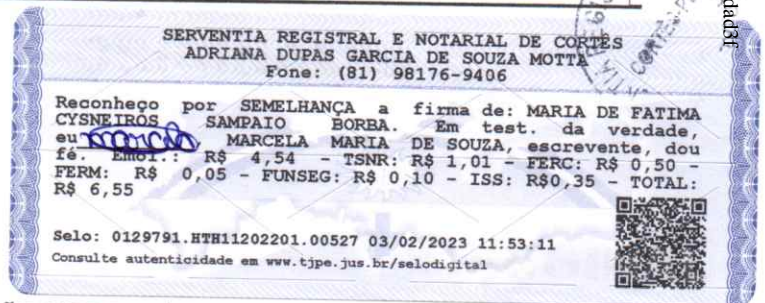 SERVENTIA REGISTRAL E NOTARIAL DE CORTÊS
ADRIANA DUPAS GARCIA DE SOUZA MOTTA
Fone: (81) 98176-9406
Reconheço por SEMELHANÇA a firma de: MARIA DE FATIMA
CYSNEIROS SAMPAIO BORBA. Em test. da verdade,
eu Marcela, MARCELA MARIA DE SOUZA, escrevente, dou
fé. Emol.: R$ 4,54 - TSNR: R$ 1,01 - FERC: R$ 0,50 -
FERM: R$ 0,05 - FUNSEG: R$ 0,10 - ISS: R$0,35 - TOTAL:
R$ 6,55
Selo: 0129791.HTH11202201.00527 03/02/2023 11:53:11
Consulte autenticidade em www.tjpe.jus.br/selodigital
dad3f